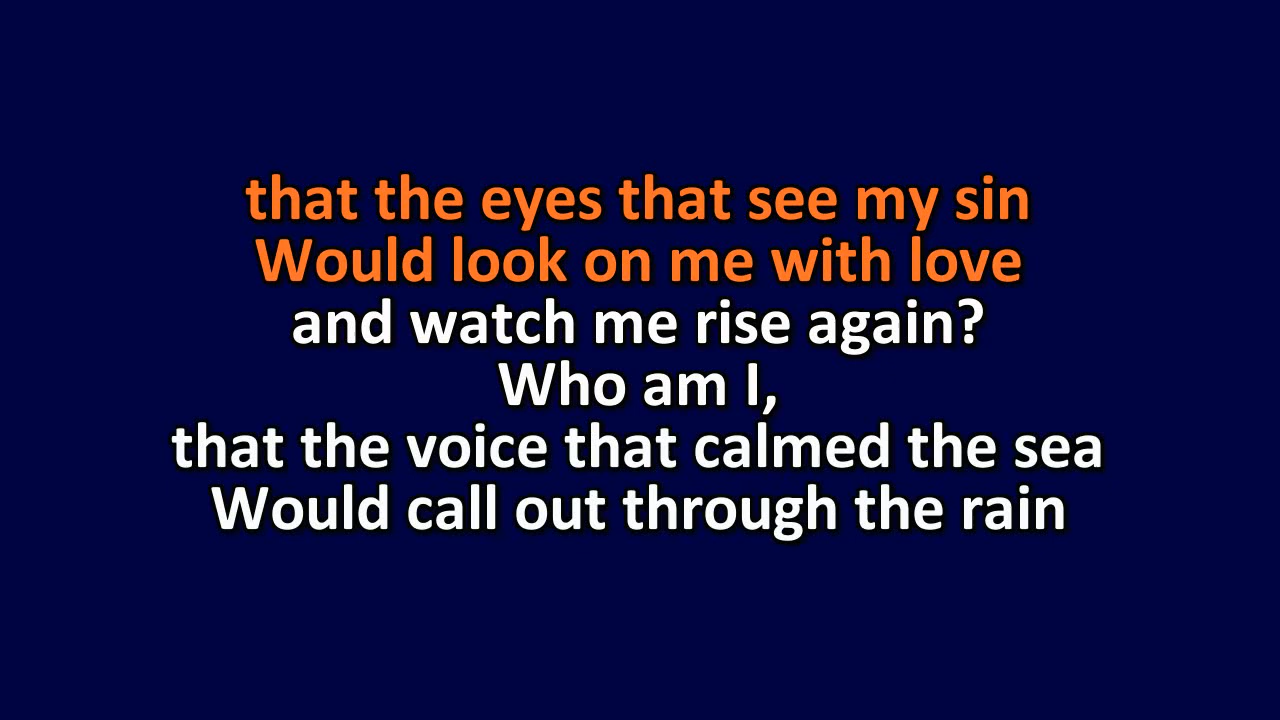 that the eyes that see my sin
Would look on me with love
and watch me rise again?
Who am I,
that the voice that calmed the sea
Would call out through the rain